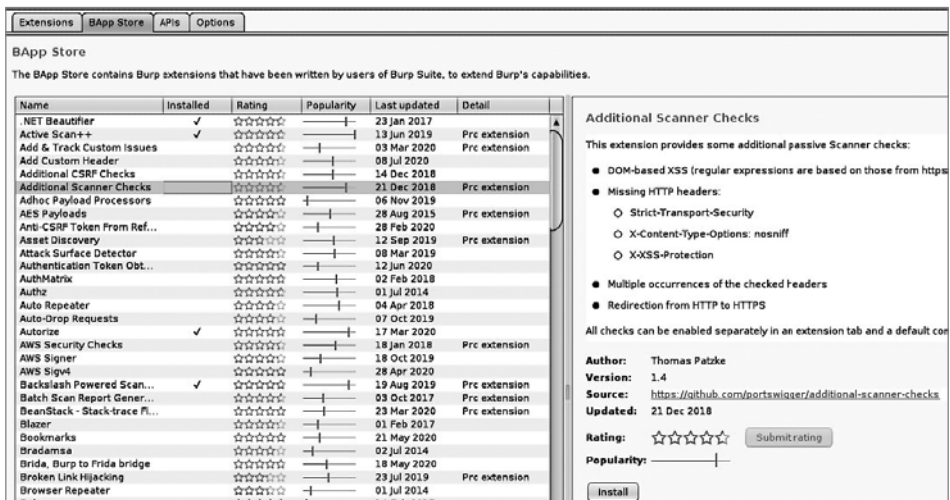 Extensions BApp Store APIs Options
BApp Store
The BApp Store contains Burp extensions that have been written by users of Burp Suite, to extend Burp's capabilities.
Name Installed Rating Popularity Last updated Detail
.NET Beautifier ✓ 23 Jan 2017
Active Scan++ ✓ 13 Jun 2019 Prc extension
Add & Track Custom Issues 03 Mar 2020 Prc extension
Add Custom Header 08 Jul 2020
Additional CSRF Checks 14 Dec 2018
Additional Scanner Checks 21 Dec 2018 Prc extension
Adhoc Payload Processors 06 Nov 2019
AES Payloads 28 Aug 2015 Prc extension
Anti-CSRF Token From Ref... 28 Feb 2020
Asset Discovery 12 Sep 2019 Prc extension
Attack Surface Detector 08 Mar 2019
Authentication Token Obt... 12 Jun 2020
AuthMatrix 02 Feb 2018
Authz 01 Jul 2014
Auto Repeater 04 Apr 2018
Auto-Drop Requests 07 Oct 2019
Autorize ✓ 17 Mar 2020
AWS Security Checks 18 Jan 2018 Prc extension
AWS Signer 18 Oct 2019
AWS Sigv4 28 Apr 2020
Backslash Powered Scan... ✓ 19 Aug 2019 Prc extension
Batch Scan Report Gener... 03 Oct 2017 Prc extension
BeanStack - Stack-trace Fi... 23 Mar 2020 Prc extension
Blazer 01 Feb 2017
Bookmarks 21 May 2020
Bradamsa 02 Jul 2014
Brida, Burp to Frida bridge 18 May 2020
Broken Link Hijacking 23 Jul 2019 Prc extension
Browser Repeater 01 Jul 2014
Additional Scanner Checks
This extension provides some additional passive Scanner checks:
DOM-based XSS (regular expressions are based on those from https
Missing HTTP headers:
Strict-Transport-Security
X-Content-Type-Options: nosniff
X-XSS-Protection
Multiple occurrences of the checked headers
Redirection from HTTP to HTTPS
All checks can be enabled separately in an extension tab and a default con
Author: Thomas Patzke
Version: 1.4
Source: https://github.com/portswigger/additional-scanner-checks
Updated: 21 Dec 2018
Rating: Submit rating
Popularity:
Install